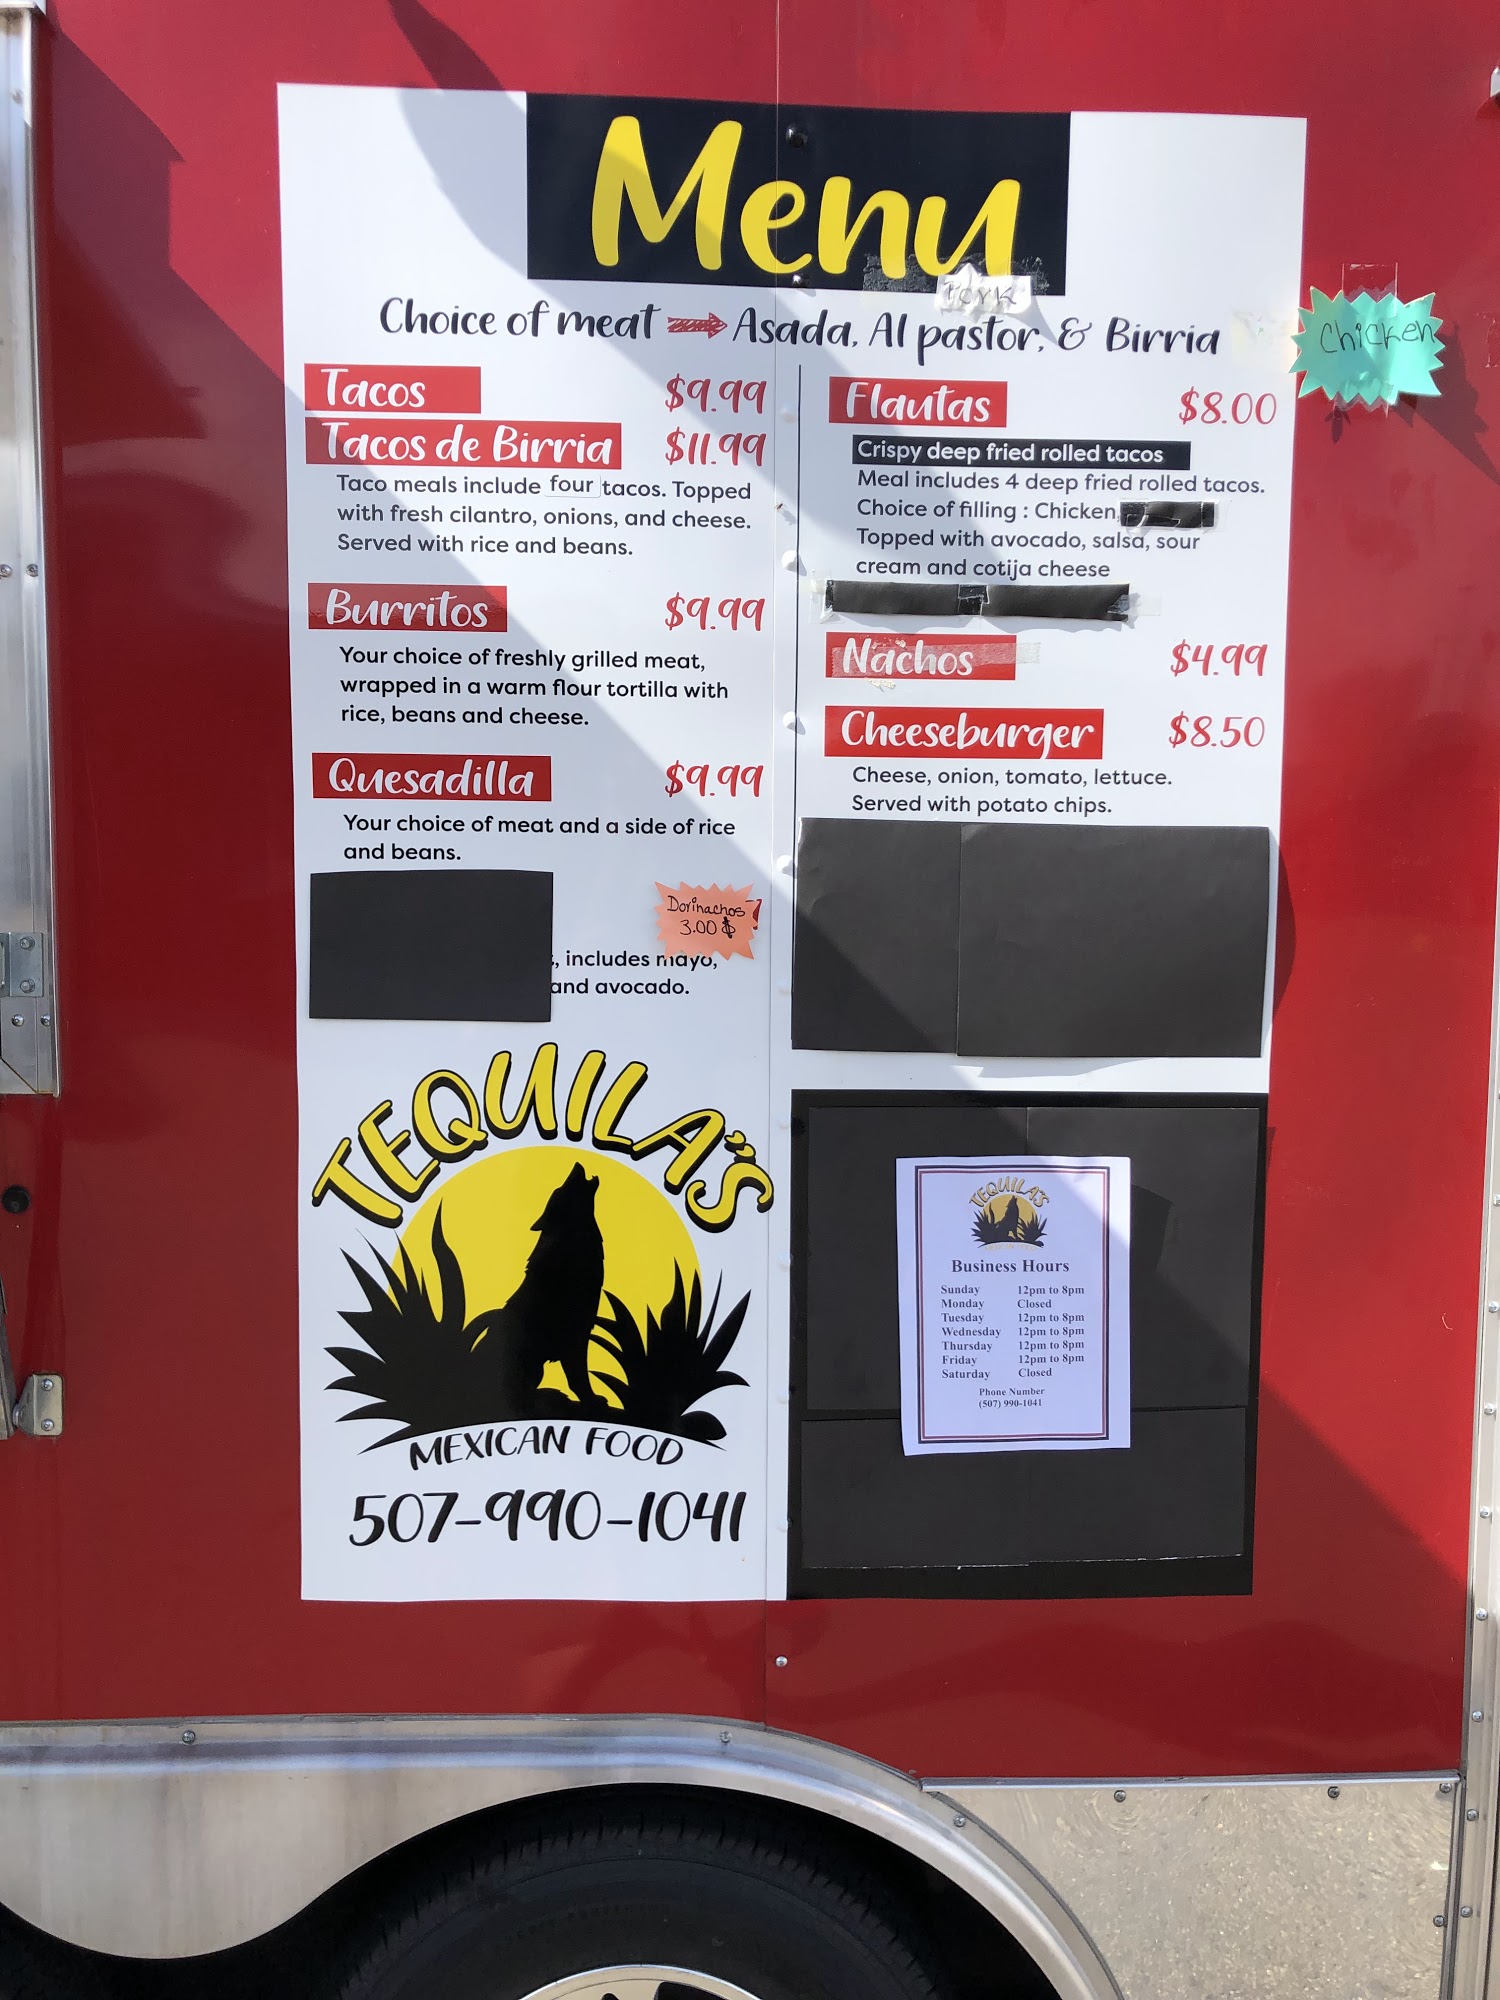 Menu
Pork
Choice of meat Asada, Al pastor, & Birria
Chicken
Tacos $9.99
Tacos de Birria $11.99
Taco meals include four tacos. Topped
with fresh cilantro, onions, and cheese.
Served with rice and beans.
Burritos $9.99
Your choice of freshly grilled meat,
wrapped in a warm flour tortilla with
rice, beans and cheese.
Quesadilla $9.99
Your choice of meat and a side of rice
and beans.
Dorinachos
3.00$
, includes mayo,
and avocado.
Flautas $8.00
Crispy deep fried rolled tacos
Meal includes 4 deep fried rolled tacos.
Choice of filling : Chicken,
Topped with avocado, salsa, sour
cream and cotija cheese
Nachos $4.99
Cheeseburger $8.50
Cheese, onion, tomato, lettuce.
Served with potato chips.
TEQUILA'S
MEXICAN FOOD
507-990-1041
TEQUILA'S
Business Hours
Sunday 12pm to 8pm
Monday Closed
Tuesday 12pm to 8pm
Wednesday 12pm to 8pm
Thursday 12pm to 8pm
Friday 12pm to 8pm
Saturday Closed
Phone Number
(507) 990-1041